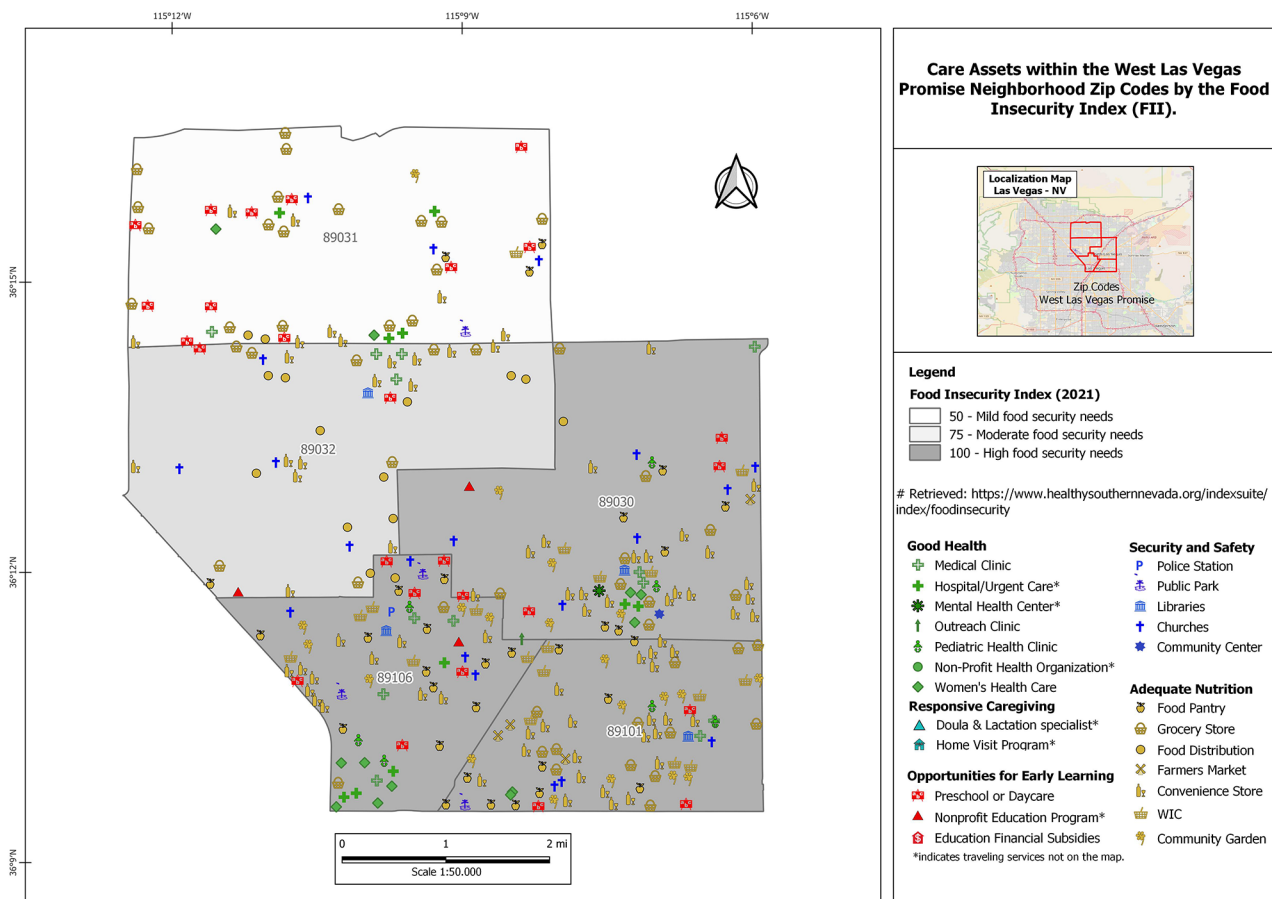 115°12'W
115°9'W
115°6'W
36°15'N
36°12'N
36°9'N
89031
89032
89030
89106
89101
0
1
2 mi
Scale 1:50.000
Care Assets within the West Las Vegas
Promise Neighborhood Zip Codes by the Food
Insecurity Index (FII).
Localization Map
Las Vegas - NV
Zip Codes
West Las Vegas Promise
Legend
Food Insecurity Index (2021)
50 - Mild food security needs
75 - Moderate food security needs
100 - High food security needs
# Retrieved: https://www.healthysouthernnevada.org/indexsuite/
index/foodinsecurity
Good Health
Medical Clinic
Hospital/Urgent Care*
Mental Health Center*
Outreach Clinic
Pediatric Health Clinic
Non-Profit Health Organization*
Women's Health Care
Responsive Caregiving
Doula & Lactation specialist*
Home Visit Program*
Opportunities for Early Learning
Preschool or Daycare
Nonprofit Education Program*
Education Financial Subsidies
*indicates traveling services not on the map.
Security and Safety
P Police Station
Public Park
Libraries
Churches
Community Center
Adequate Nutrition
Food Pantry
Grocery Store
Food Distribution
Farmers Market
Convenience Store
WIC
Community Garden